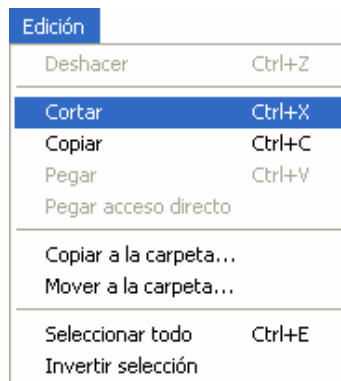 Edición
Deshacer Ctrl+Z
Cortar Ctrl+X
Copiar Ctrl+C
Pegar Ctrl+V
Pegar acceso directo
Copiar a la carpeta...
Mover a la carpeta...
Seleccionar todo Ctrl+E
Invertir selección